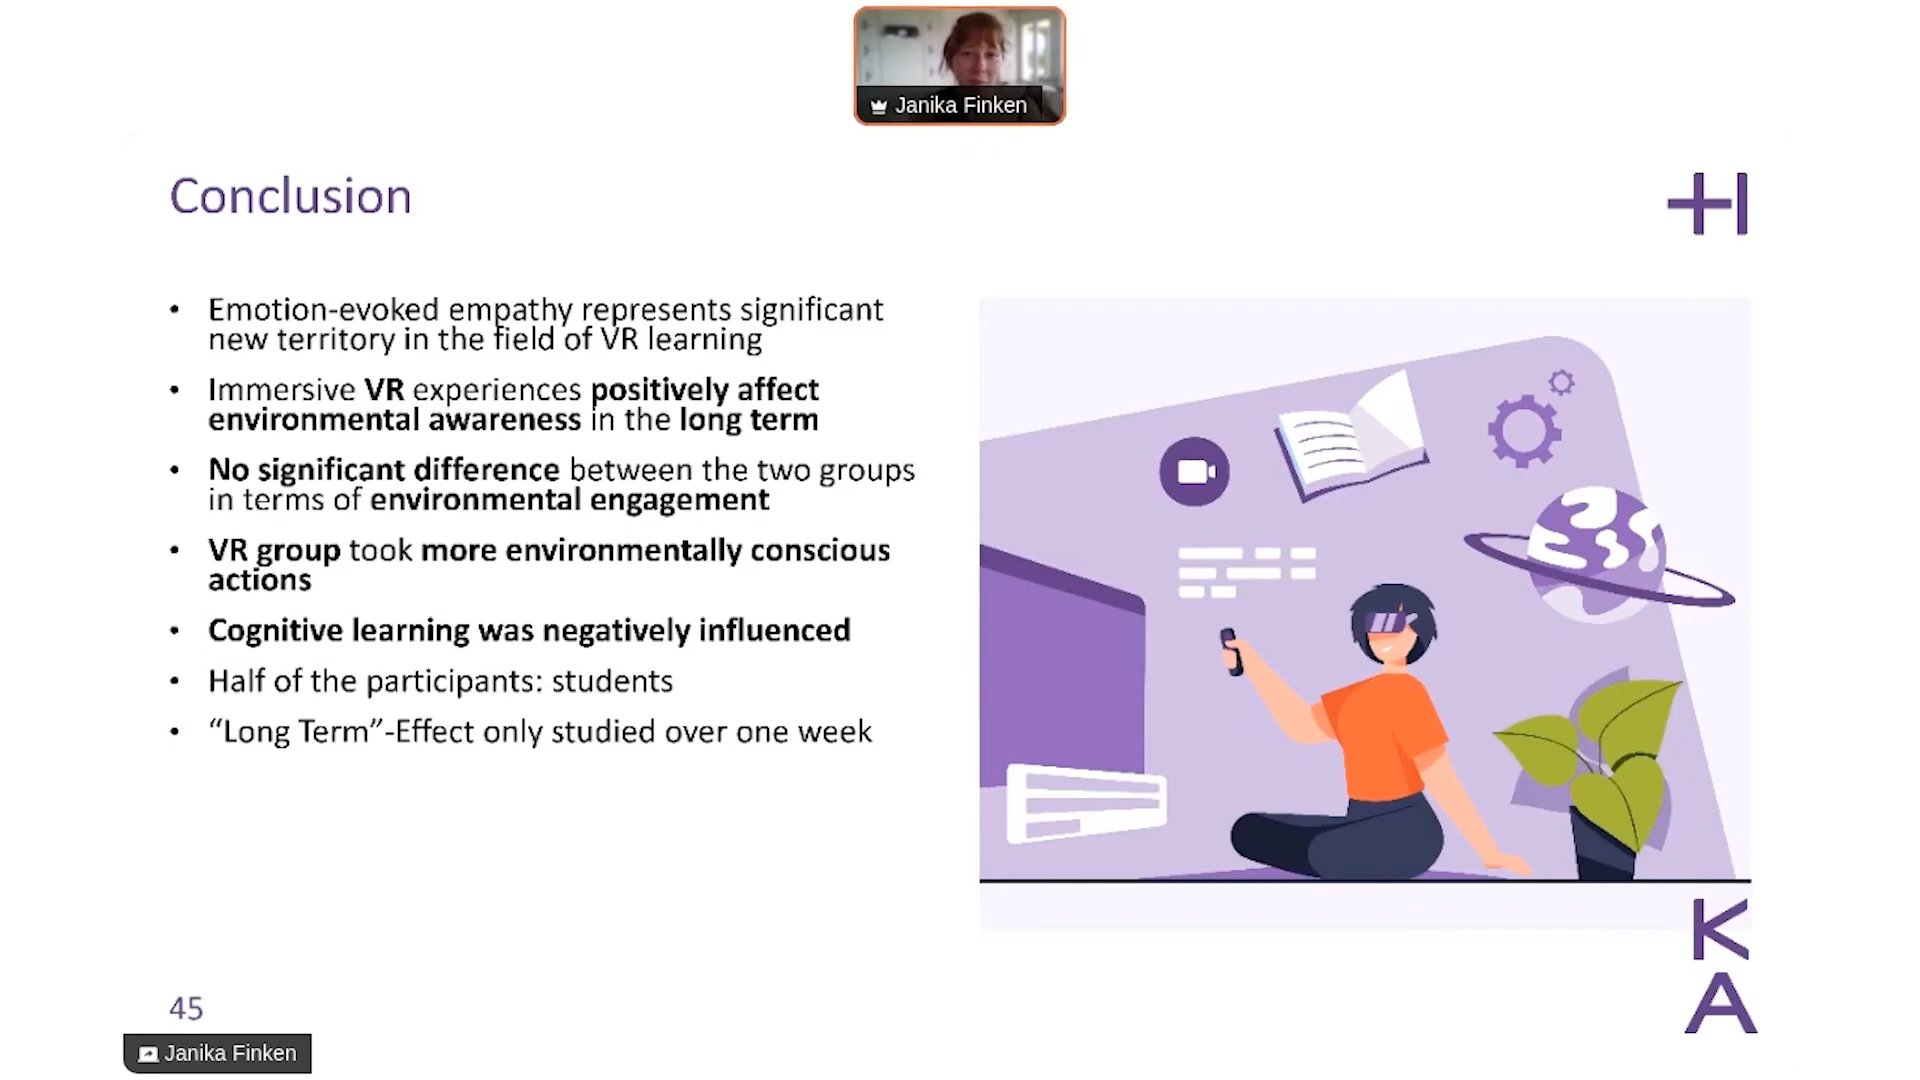 Janika Finken
Conclusion
H
• Emotion-evoked empathy represents significant
new territory in the field of VR learning
• Immersive VR experiences positively affect
environmental awareness in the long term
• No significant difference between the two groups
in terms of environmental engagement
• VR group took more environmentally conscious
actions
• Cognitive learning was negatively influenced
• Half of the participants: students
• “Long Term”-Effect only studied over one week
K
A
45
Janika Finken